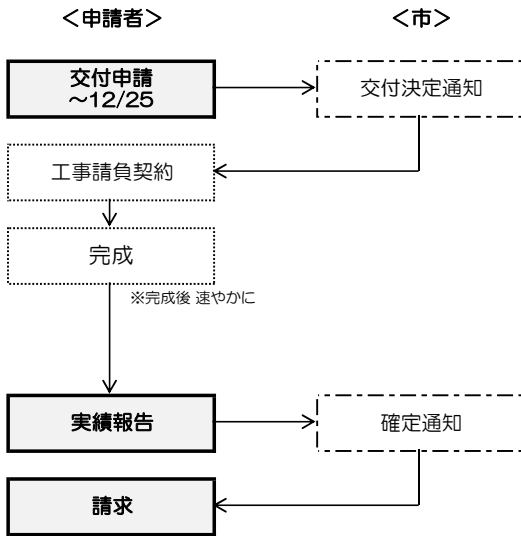 ＜申請者＞
＜市＞
交付申請
～12/25
交付決定通知
工事請負契約
完成
※完成後 速やかに
実績報告
確定通知
請求